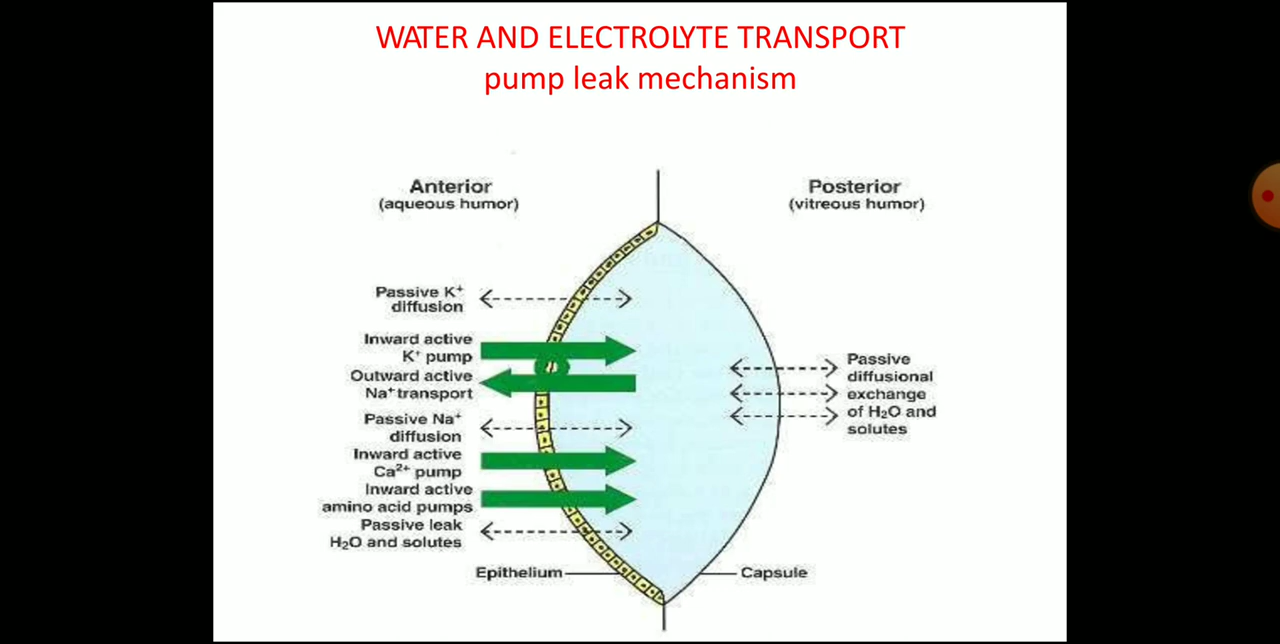 WATER AND ELECTROLYTE TRANSPORT
pump leak mechanism
Anterior
(aqueous humor)
Posterior
(vitreous humor)
Passive K⁺
diffusion
Inward active
K⁺ pump
Outward active
Na⁺ transport
Passive Na⁺
diffusion
Inward active
Ca²⁺ pump
Inward active
amino acid pumps
Passive leak
H₂O and solutes
Passive
diffusional
exchange
of H₂O and
solutes
Epithelium
Capsule